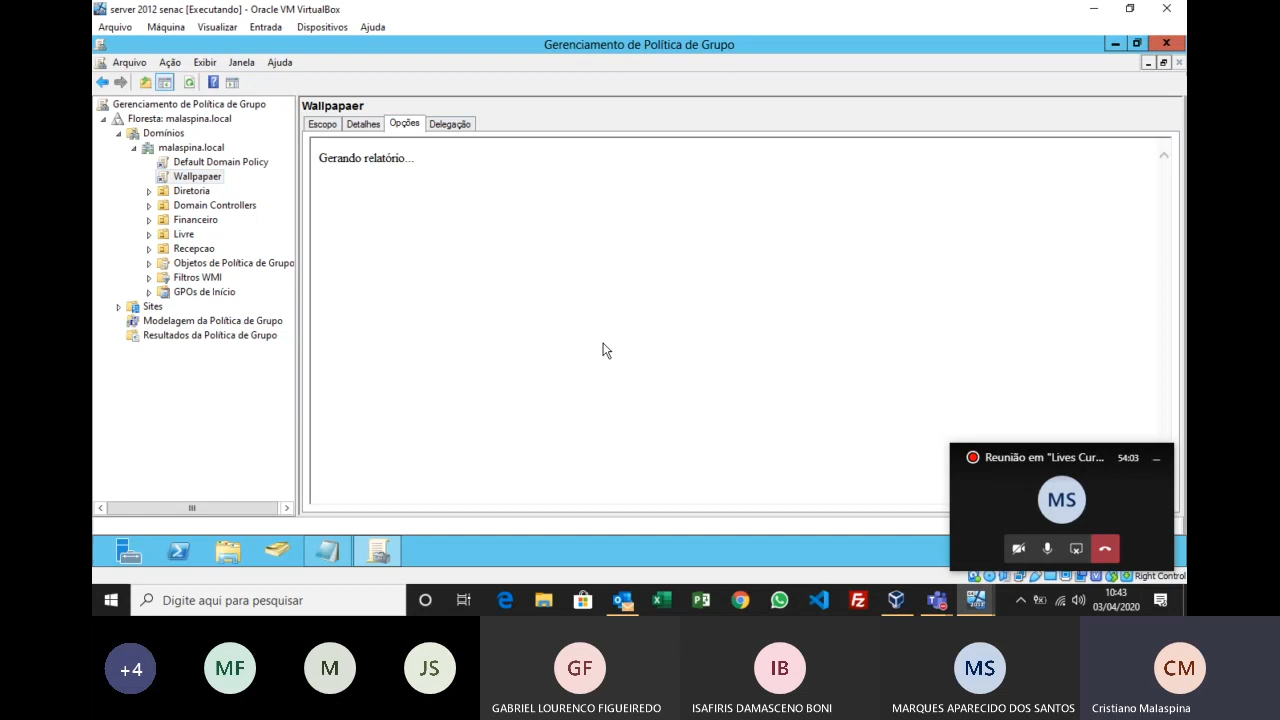 server 2012 senac [Executando] - Oracle VM VirtualBox
Arquivo Máquina Visualizar Entrada Dispositivos Ajuda
Gerenciamento de Política de Grupo
Arquivo Ação Exibir Janela Ajuda
Gerenciamento de Política de Grupo
Floresta: malaspina.local
Domínios
malaspina.local
Default Domain Policy
Wallpapaer
Diretoria
Domain Controllers
Financeiro
Livre
Recepcao
Objetos de Política de Grupo
Filtros WMI
GPOs de Início
Sites
Modelagem da Política de Grupo
Resultados da Política de Grupo
Wallpapaer
Escopo Detalhes Opções Delegação
Gerando relatório...
Reunião em "Lives Cur... 54:03
MS
Right Control
Digite aqui para pesquisar
10:43
03/04/2020
+4
MF
M
JS
GF
GABRIEL LOURENCO FIGUEIREDO
IB
ISAFIRIS DAMASCENO BONI
MS
MARQUES APARECIDO DOS SANTOS
CM
Cristiano Malaspina